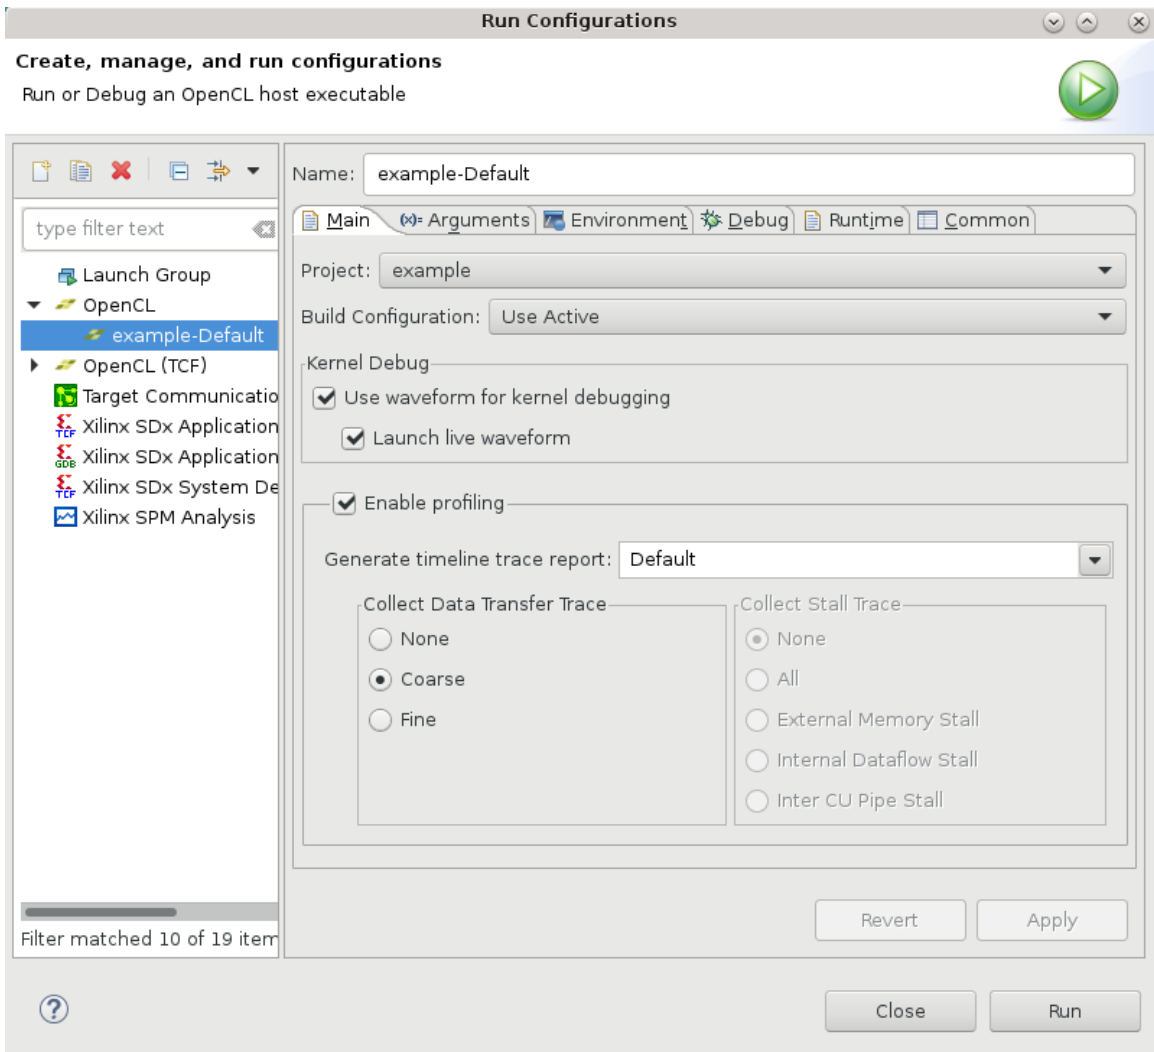 Run Configurations
Create, manage, and run configurations
Run or Debug an OpenCL host executable
type filter text
Launch Group
OpenCL
example-Default
OpenCL (TCF)
Target Communicatio
TCF Xilinx SDx Application
GDB Xilinx SDx Application
TCF Xilinx SDx System De
Xilinx SPM Analysis
Filter matched 10 of 19 item
Name: example-Default
Main (x)= Arguments Environment Debug Runtime Common
Project: example
Build Configuration: Use Active
Kernel Debug
Use waveform for kernel debugging
Launch live waveform
Enable profiling
Generate timeline trace report: Default
Collect Data Transfer Trace
None
Coarse
Fine
Collect Stall Trace
None
All
External Memory Stall
Internal Dataflow Stall
Inter CU Pipe Stall
Revert Apply
? Close Run